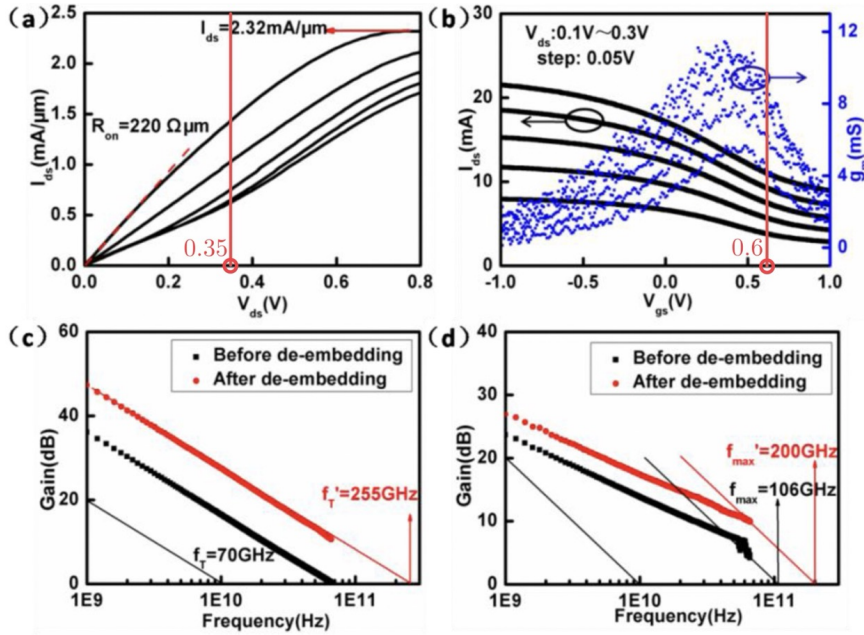 (a)
I_ds=2.32mA/μm
R_on=220 Ωμm
0.35
I_ds(mA/μm)
2.5
2.0
1.5
1.0
0.5
0.0
0.0 0.2 0.4 0.6 0.8
V_ds(V)
(b)
V_ds:0.1V～0.3V
step: 0.05V
0.6
I_ds(mA)
30
20
10
0
g_m(mS)
12
8
4
0
-1.0 -0.5 0.0 0.5 1.0
V_gs(V)
(c)
Before de-embedding
After de-embedding
f_T'=255GHz
f_T=70GHz
Gain(dB)
60
40
20
0
1E9 1E10 1E11
Frequency(Hz)
(d)
Before de-embedding
After de-embedding
f_max'=200GHz
f_max=106GHz
Gain(dB)
40
30
20
10
0
1E9 1E10 1E11
Frequency(Hz)